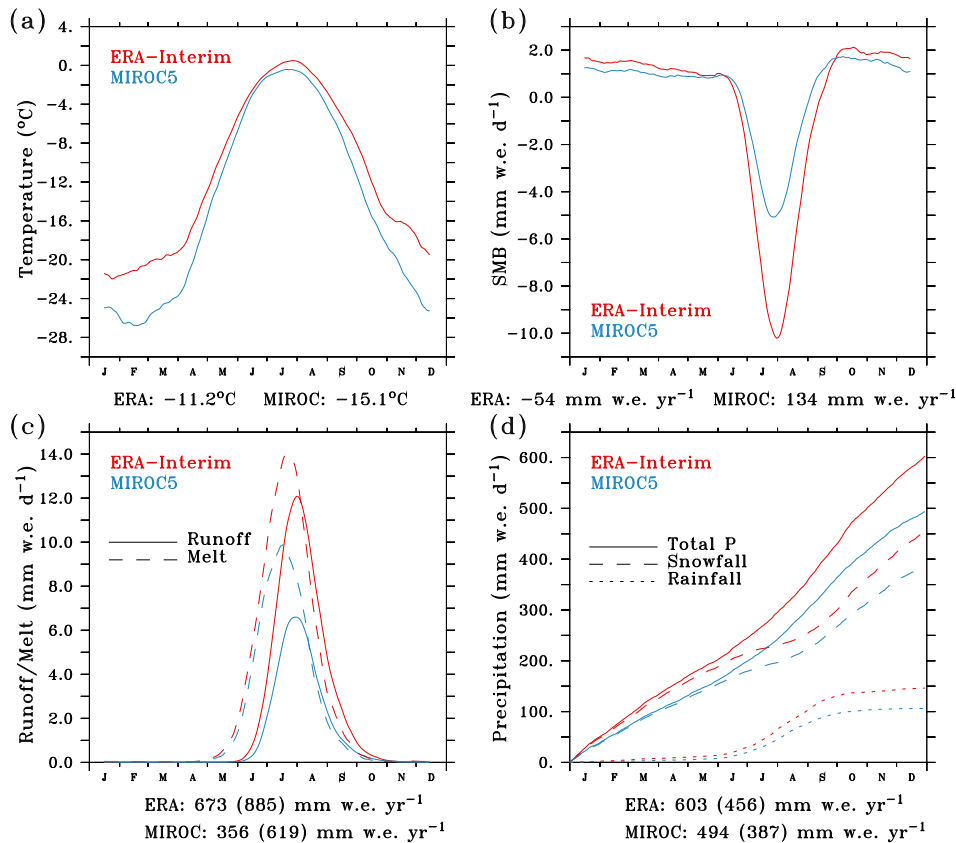 (a)
4.
0.
−4.
−8.
−12.
−16.
−20.
−24.
−28.
Temperature (°C)
ERA−Interim
MIROC5
J F M A M J J A S O N D
ERA: −11.2°C MIROC: −15.1°C
(b)
2.0
0.0
−2.0
−4.0
−6.0
−8.0
−10.0
SMB (mm w.e. d⁻¹)
ERA−Interim
MIROC5
J F M A M J J A S O N D
ERA: −54 mm w.e. yr⁻¹ MIROC: 134 mm w.e. yr⁻¹
(c)
14.0
12.0
10.0
8.0
6.0
4.0
2.0
0.0
Runoff/Melt (mm w.e. d⁻¹)
ERA−Interim
MIROC5
Runoff
Melt
J F M A M J J A S O N D
ERA: 673 (885) mm w.e. yr⁻¹
MIROC: 356 (619) mm w.e. yr⁻¹
(d)
600.
500.
400.
300.
200.
100.
0.
Precipitation (mm w.e. d⁻¹)
ERA−Interim
MIROC5
Total P
Snowfall
Rainfall
J F M A M J J A S O N D
ERA: 603 (456) mm w.e. yr⁻¹
MIROC: 494 (387) mm w.e. yr⁻¹